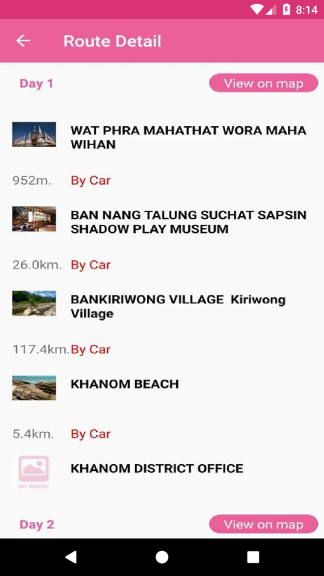 8:14
Route Detail
Day 1
View on map
WAT PHRA MAHATHAT WORA MAHA
WIHAN
952m. By Car
BAN NANG TALUNG SUCHAT SAPSIN
SHADOW PLAY MUSEUM
26.0km. By Car
BANKIRIWONG VILLAGE Kiriwong
Village
117.4km. By Car
KHANOM BEACH
5.4km. By Car
NO IMAGE
KHANOM DISTRICT OFFICE
Day 2
View on map